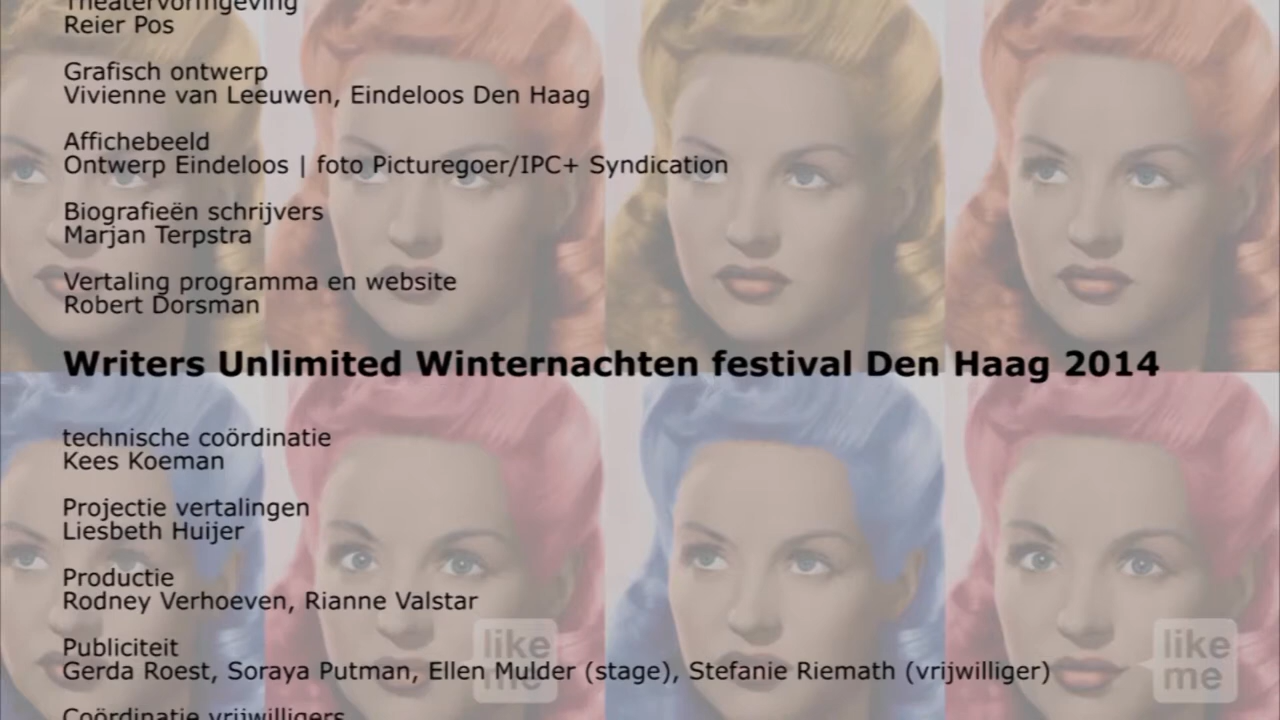 Theatervormgeving
Reier Pos
Grafisch ontwerp
Vivienne van Leeuwen, Eindeloos Den Haag
Affichebeeld
Ontwerp Eindeloos | foto Picturegoer/IPC+ Syndication
Biografieën schrijvers
Marjan Terpstra
Vertaling programma en website
Robert Dorsman
Writers Unlimited Winternachten festival Den Haag 2014
technische coördinatie
Kees Koeman
Projectie vertalingen
Liesbeth Huijer
Productie
Rodney Verhoeven, Rianne Valstar
Publiciteit
Gerda Roest, Soraya Putman, Ellen Mulder (stage), Stefanie Riemath (vrijwilliger)
Coördinatie vrijwilligers
like
me
like
me